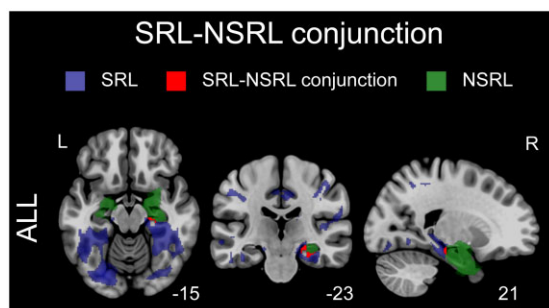 SRL-NSRL conjunction
SRL SRL-NSRL conjunction NSRL
L R
ALL
-15 -23 21